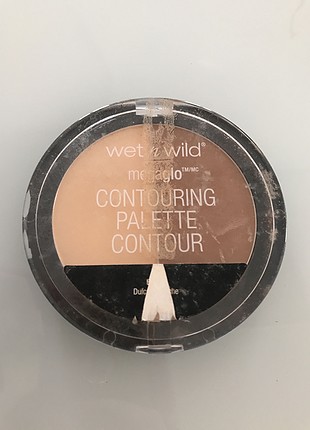 wet n wild®
megaglo™/MC
CONTOURING
PALETTE
CONTOUR